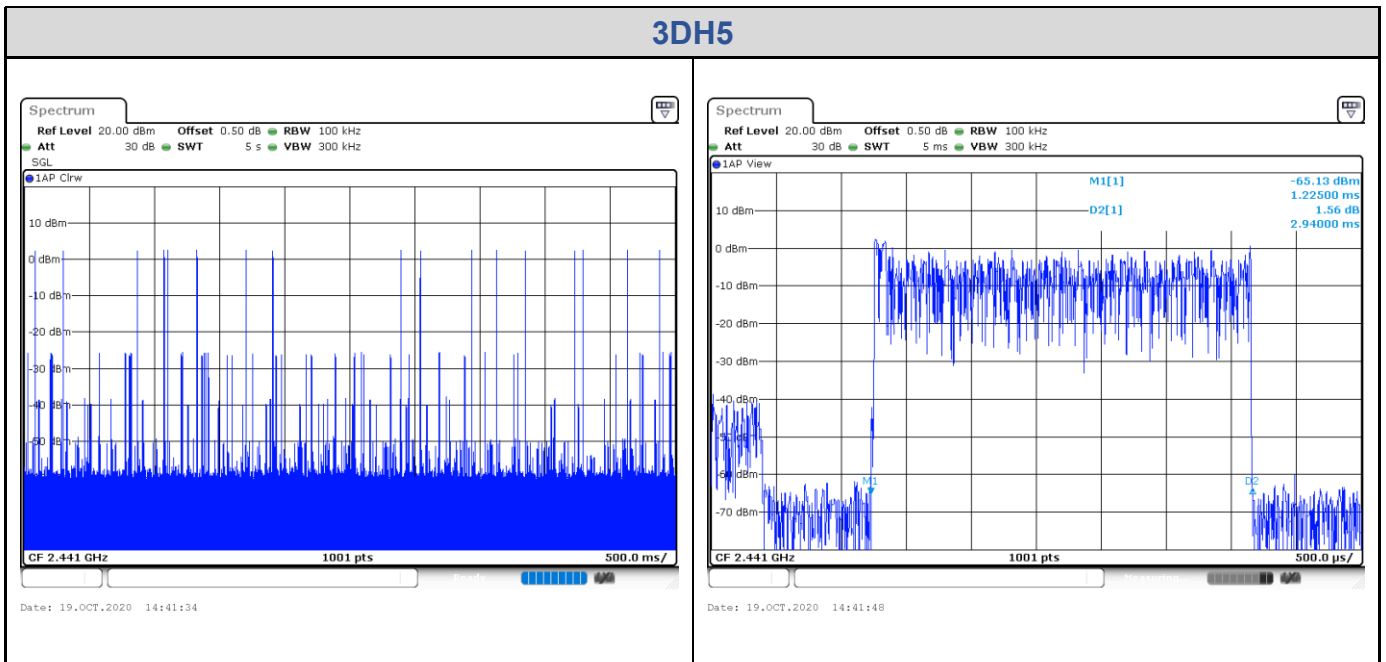 3DH5
Spectrum
Ref Level 20.00 dBm Offset 0.50 dB RBW 100 kHz
Att 30 dB SWT 5 s VBW 300 kHz
SGL
1AP Clrw
10 dBm
0 dBm
-10 dBm
-20 dBm
-30 dBm
-40 dBm
-50 dBm
CF 2.441 GHz 1001 pts 500.0 ms/
Ready
Date: 19.OCT.2020 14:41:34
Spectrum
Ref Level 20.00 dBm Offset 0.50 dB RBW 100 kHz
Att 30 dB SWT 5 ms VBW 300 kHz
1AP View
M1[1] -65.13 dBm
1.22500 ms
D2[1] 1.56 dB
2.94000 ms
10 dBm
0 dBm
-10 dBm
-20 dBm
-30 dBm
-40 dBm
-50 dBm
-60 dBm
M1 D2
-70 dBm
CF 2.441 GHz 1001 pts 500.0 µs/
Measuring
Date: 19.OCT.2020 14:41:48